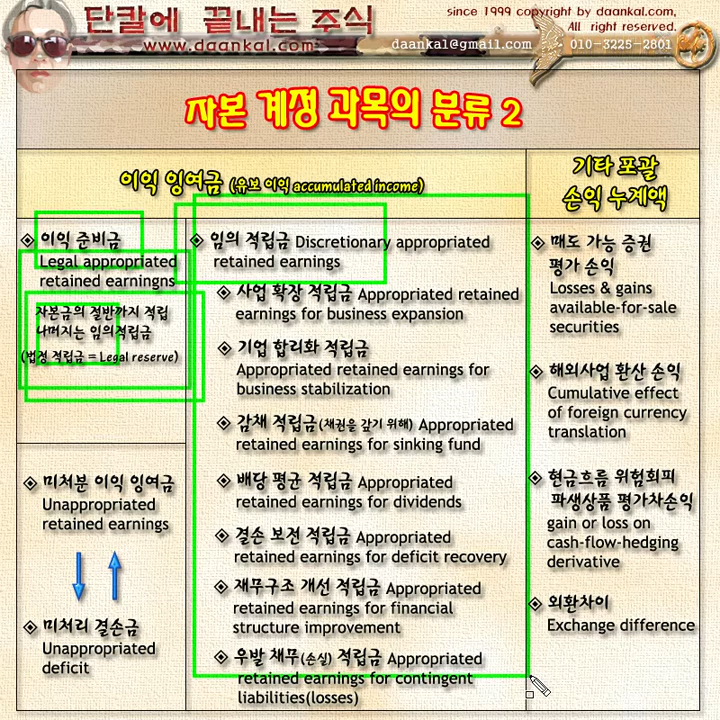 단칼에 끝내는 주식
since 1999 copyright by daankal.com,
All right reserved.
www.daankal.com
daankal@gmail.com
010-3225-2801
자본 계정 과목의 분류 2
이익 잉여금 (유보 이익 accumulated income)
기타 포괄
손익 누계액
이익 준비금
Legal appropriated
retained earningns
자본금의 절반까지 적립
나머지는 임의적립금
(법정 적립금 = Legal reserve)
미처분 이익 잉여금
Unappropriated
retained earnings
미처리 결손금
Unappropriated
deficit
임의 적립금 Discretionary appropriated
retained earnings
사업 확장 적립금 Appropriated retained
earnings for business expansion
기업 합리화 적립금
Appropriated retained earnings for
business stabilization
감채 적립금(채권을 갚기 위해) Appropriated
retained earnings for sinking fund
배당 평균 적립금 Appropriated
retained earnings for dividends
결손 보전 적립금 Appropriated
retained earnings for deficit recovery
재무구조 개선 적립금 Appropriated
retained earnings for financial
structure improvement
우발 채무(손실) 적립금 Appropriated
retained earnings for contingent
liabilities(losses)
매도 가능 증권
평가 손익
Losses & gains
available-for-sale
securities
해외사업 환산 손익
Cumulative effect
of foreign currency
translation
현금흐름 위험회피
파생상품 평가차손익
gain or loss on
cash-flow-hedging
derivative
외환차이
Exchange difference